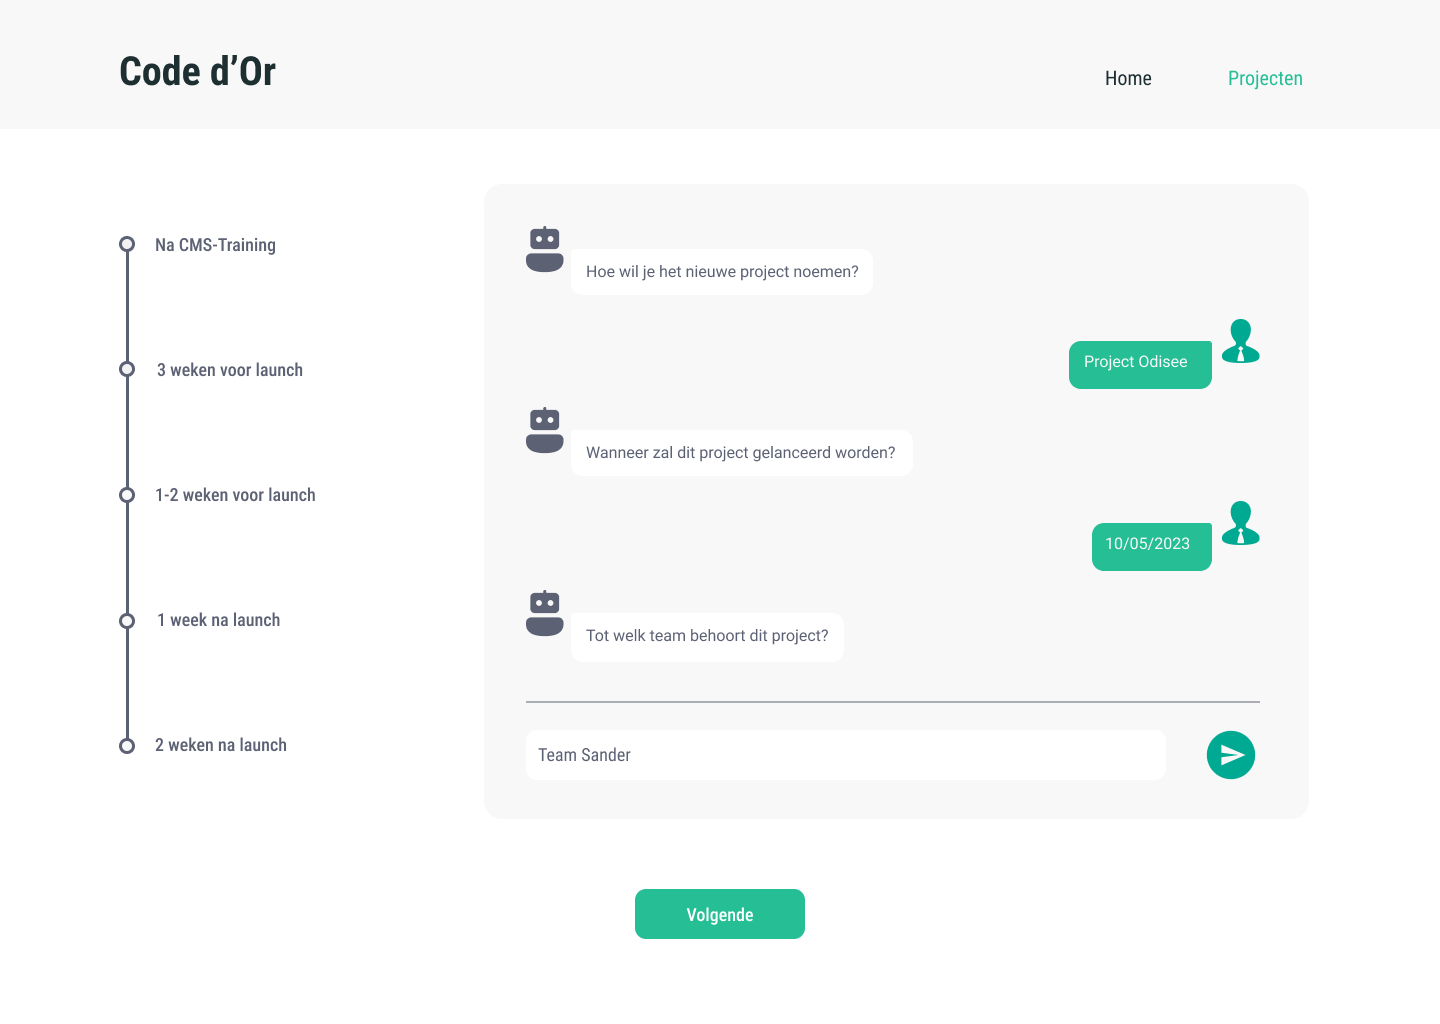 Code d’Or
Home
Projecten
Na CMS-Training
3 weken voor launch
1-2 weken voor launch
1 week na launch
2 weken na launch
Hoe wil je het nieuwe project noemen?
Project Odisee
Wanneer zal dit project gelanceerd worden?
10/05/2023
Tot welk team behoort dit project?
Team Sander
Volgende